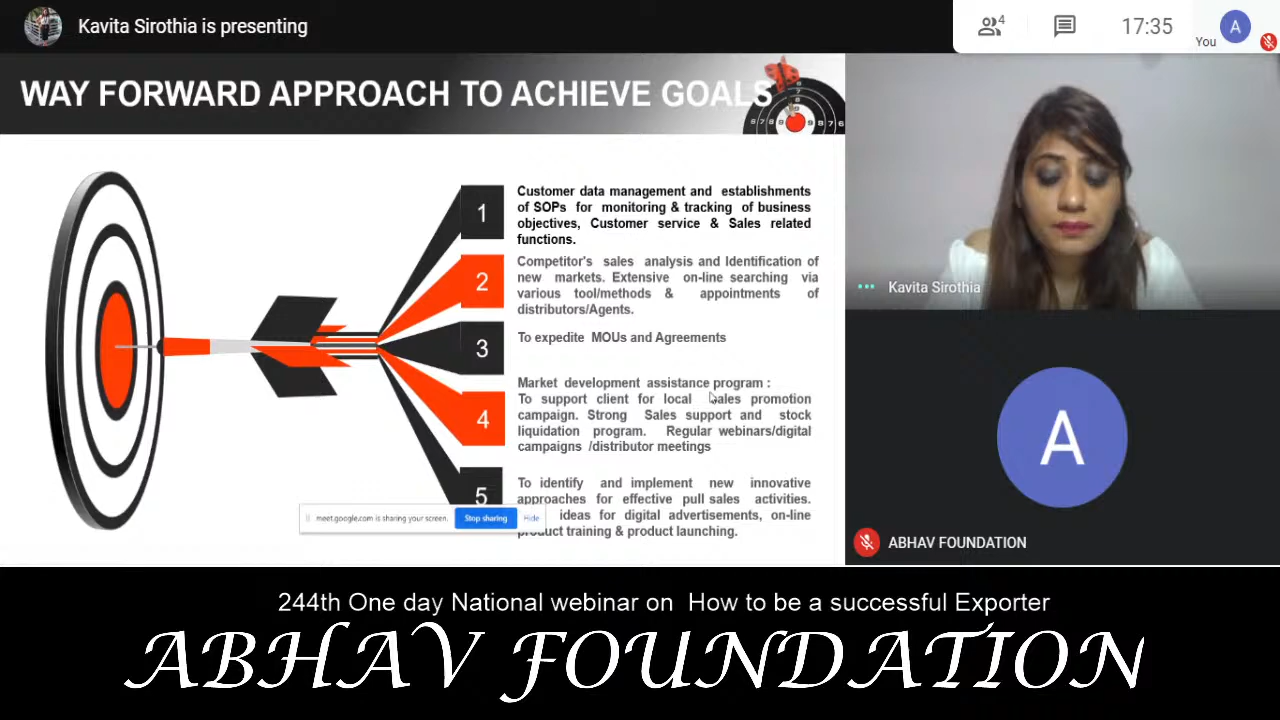 Kavita Sirothia is presenting
4
17:35
You
A
WAY FORWARD APPROACH TO ACHIEVE GOALS
1
Customer data management and establishments
of SOPs for monitoring & tracking of business
objectives, Customer service & Sales related
functions.
2
Competitor's sales analysis and Identification of
new markets. Extensive on-line searching via
various tool/methods & appointments of
distributors/Agents.
3
To expedite MOUs and Agreements
4
Market development assistance program :
To support client for local sales promotion
campaign. Strong Sales support and stock
liquidation program. Regular webinars/digital
campaigns /distributor meetings
5
To identify and implement new innovative
approaches for effective pull sales activities.
ideas for digital advertisements, on-line
product training & product launching.
meet.google.com is sharing your screen.
Stop sharing
Hide
Kavita Sirothia
A
ABHAV FOUNDATION
244th One day National webinar on How to be a successful Exporter
ABHAV FOUNDATION